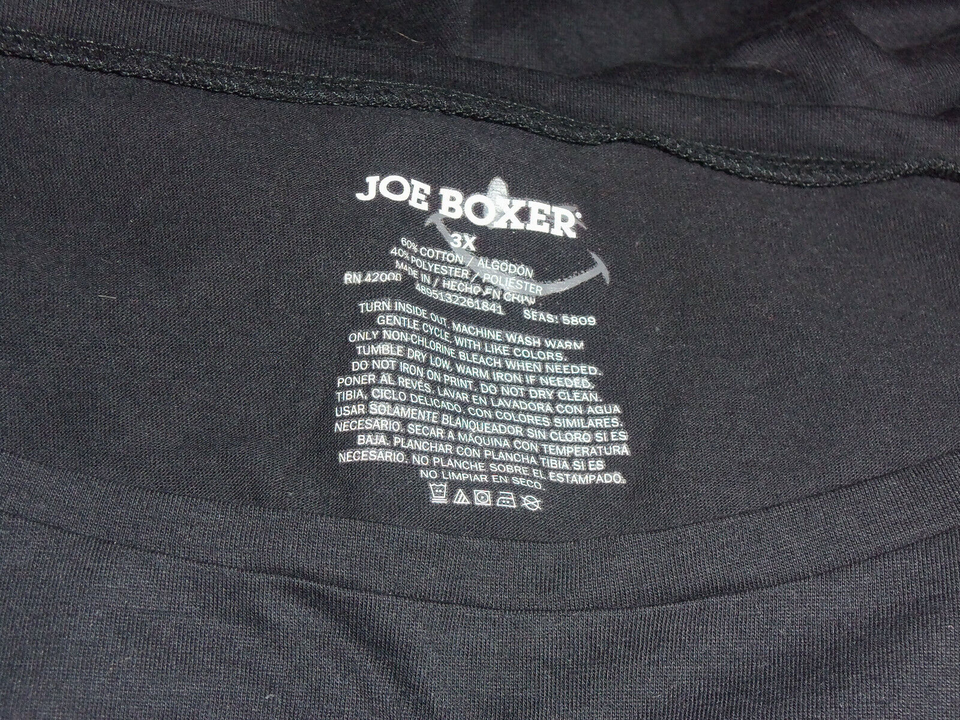 JOE BOXER
3X
60% COTTON / ALGODÓN
40% POLYESTER / POLIESTER
MADE IN / HECHO EN CHINA
RN 42000 4895132261841 SEAS: 5809
TURN INSIDE OUT. MACHINE WASH WARM
GENTLE CYCLE, WITH LIKE COLORS.
ONLY NON-CHLORINE BLEACH WHEN NEEDED.
TUMBLE DRY LOW, WARM IRON IF NEEDED.
DO NOT IRON ON PRINT. DO NOT DRY CLEAN.
PONER AL REVÉS. LAVAR EN LAVADORA CON AGUA
TIBIA, CICLO DELICADO, CON COLORES SIMILARES.
USAR SOLAMENTE BLANQUEADOR SIN CLORO SI ES
NECESARIO. SECAR A MÁQUINA CON TEMPERATURA
BAJA. PLANCHAR CON PLANCHA TIBIA SI ES
NECESARIO. NO PLANCHE SOBRE EL ESTAMPADO.
NO LIMPIAR EN SECO.